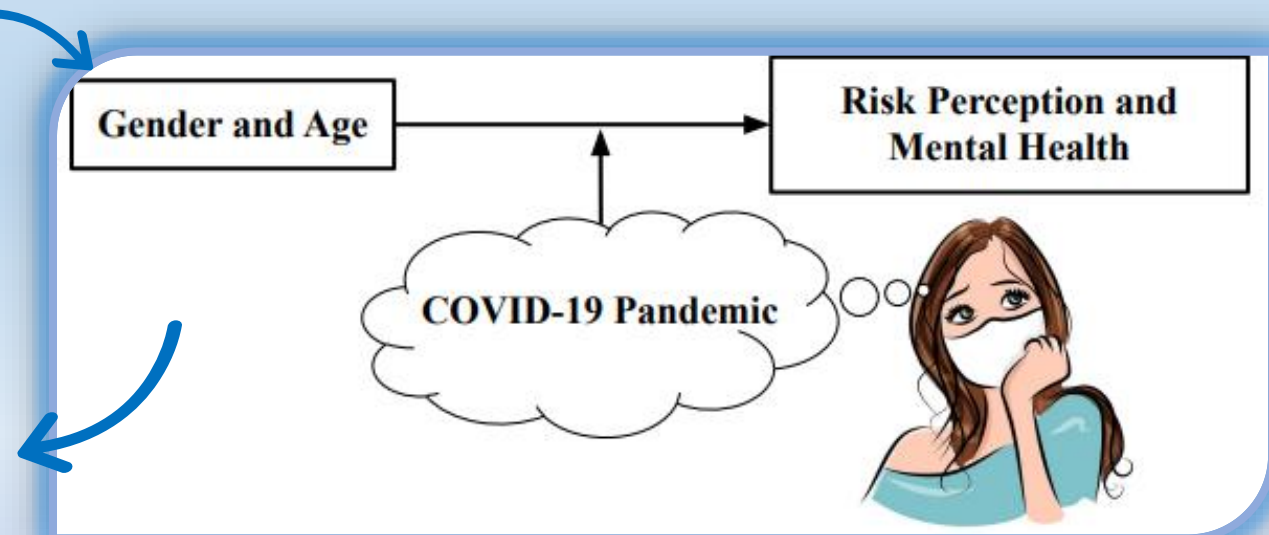 Gender and Age
Risk Perception and
Mental Health
COVID-19 Pandemic